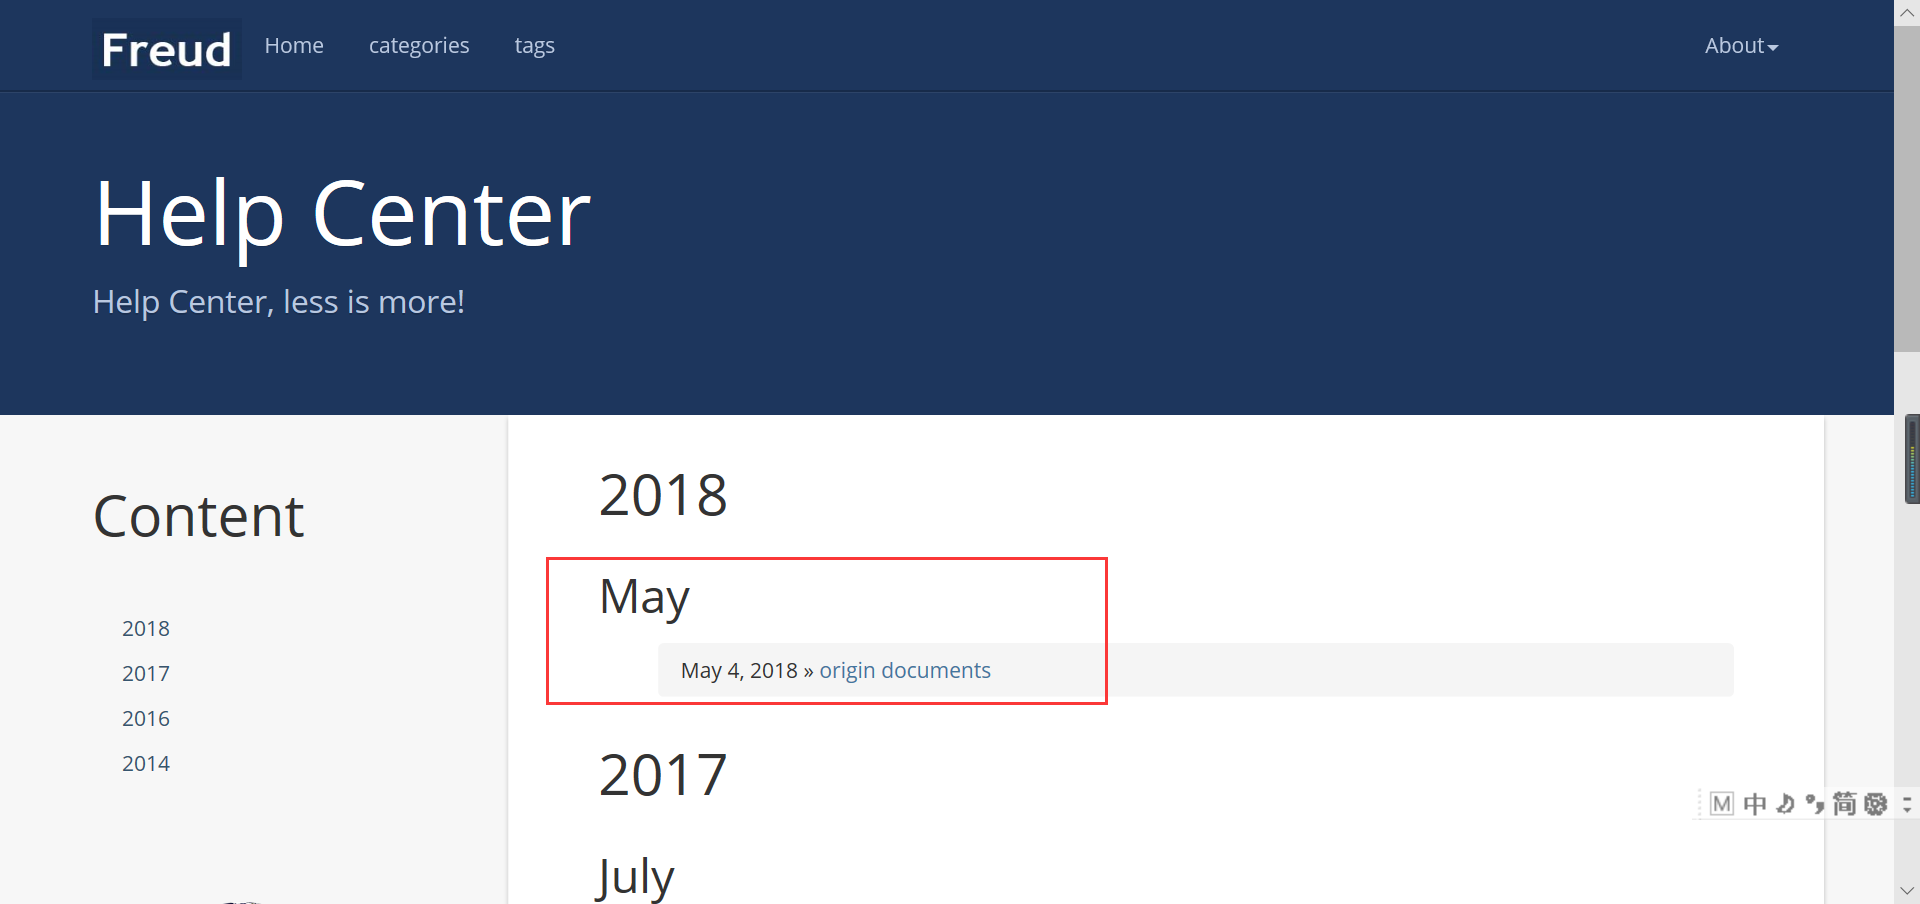 Freud Home categories tags About
Help Center
Help Center, less is more!
Content
2018
2017
2016
2014
2018
May
May 4, 2018 » origin documents
2017
July
M 中 简